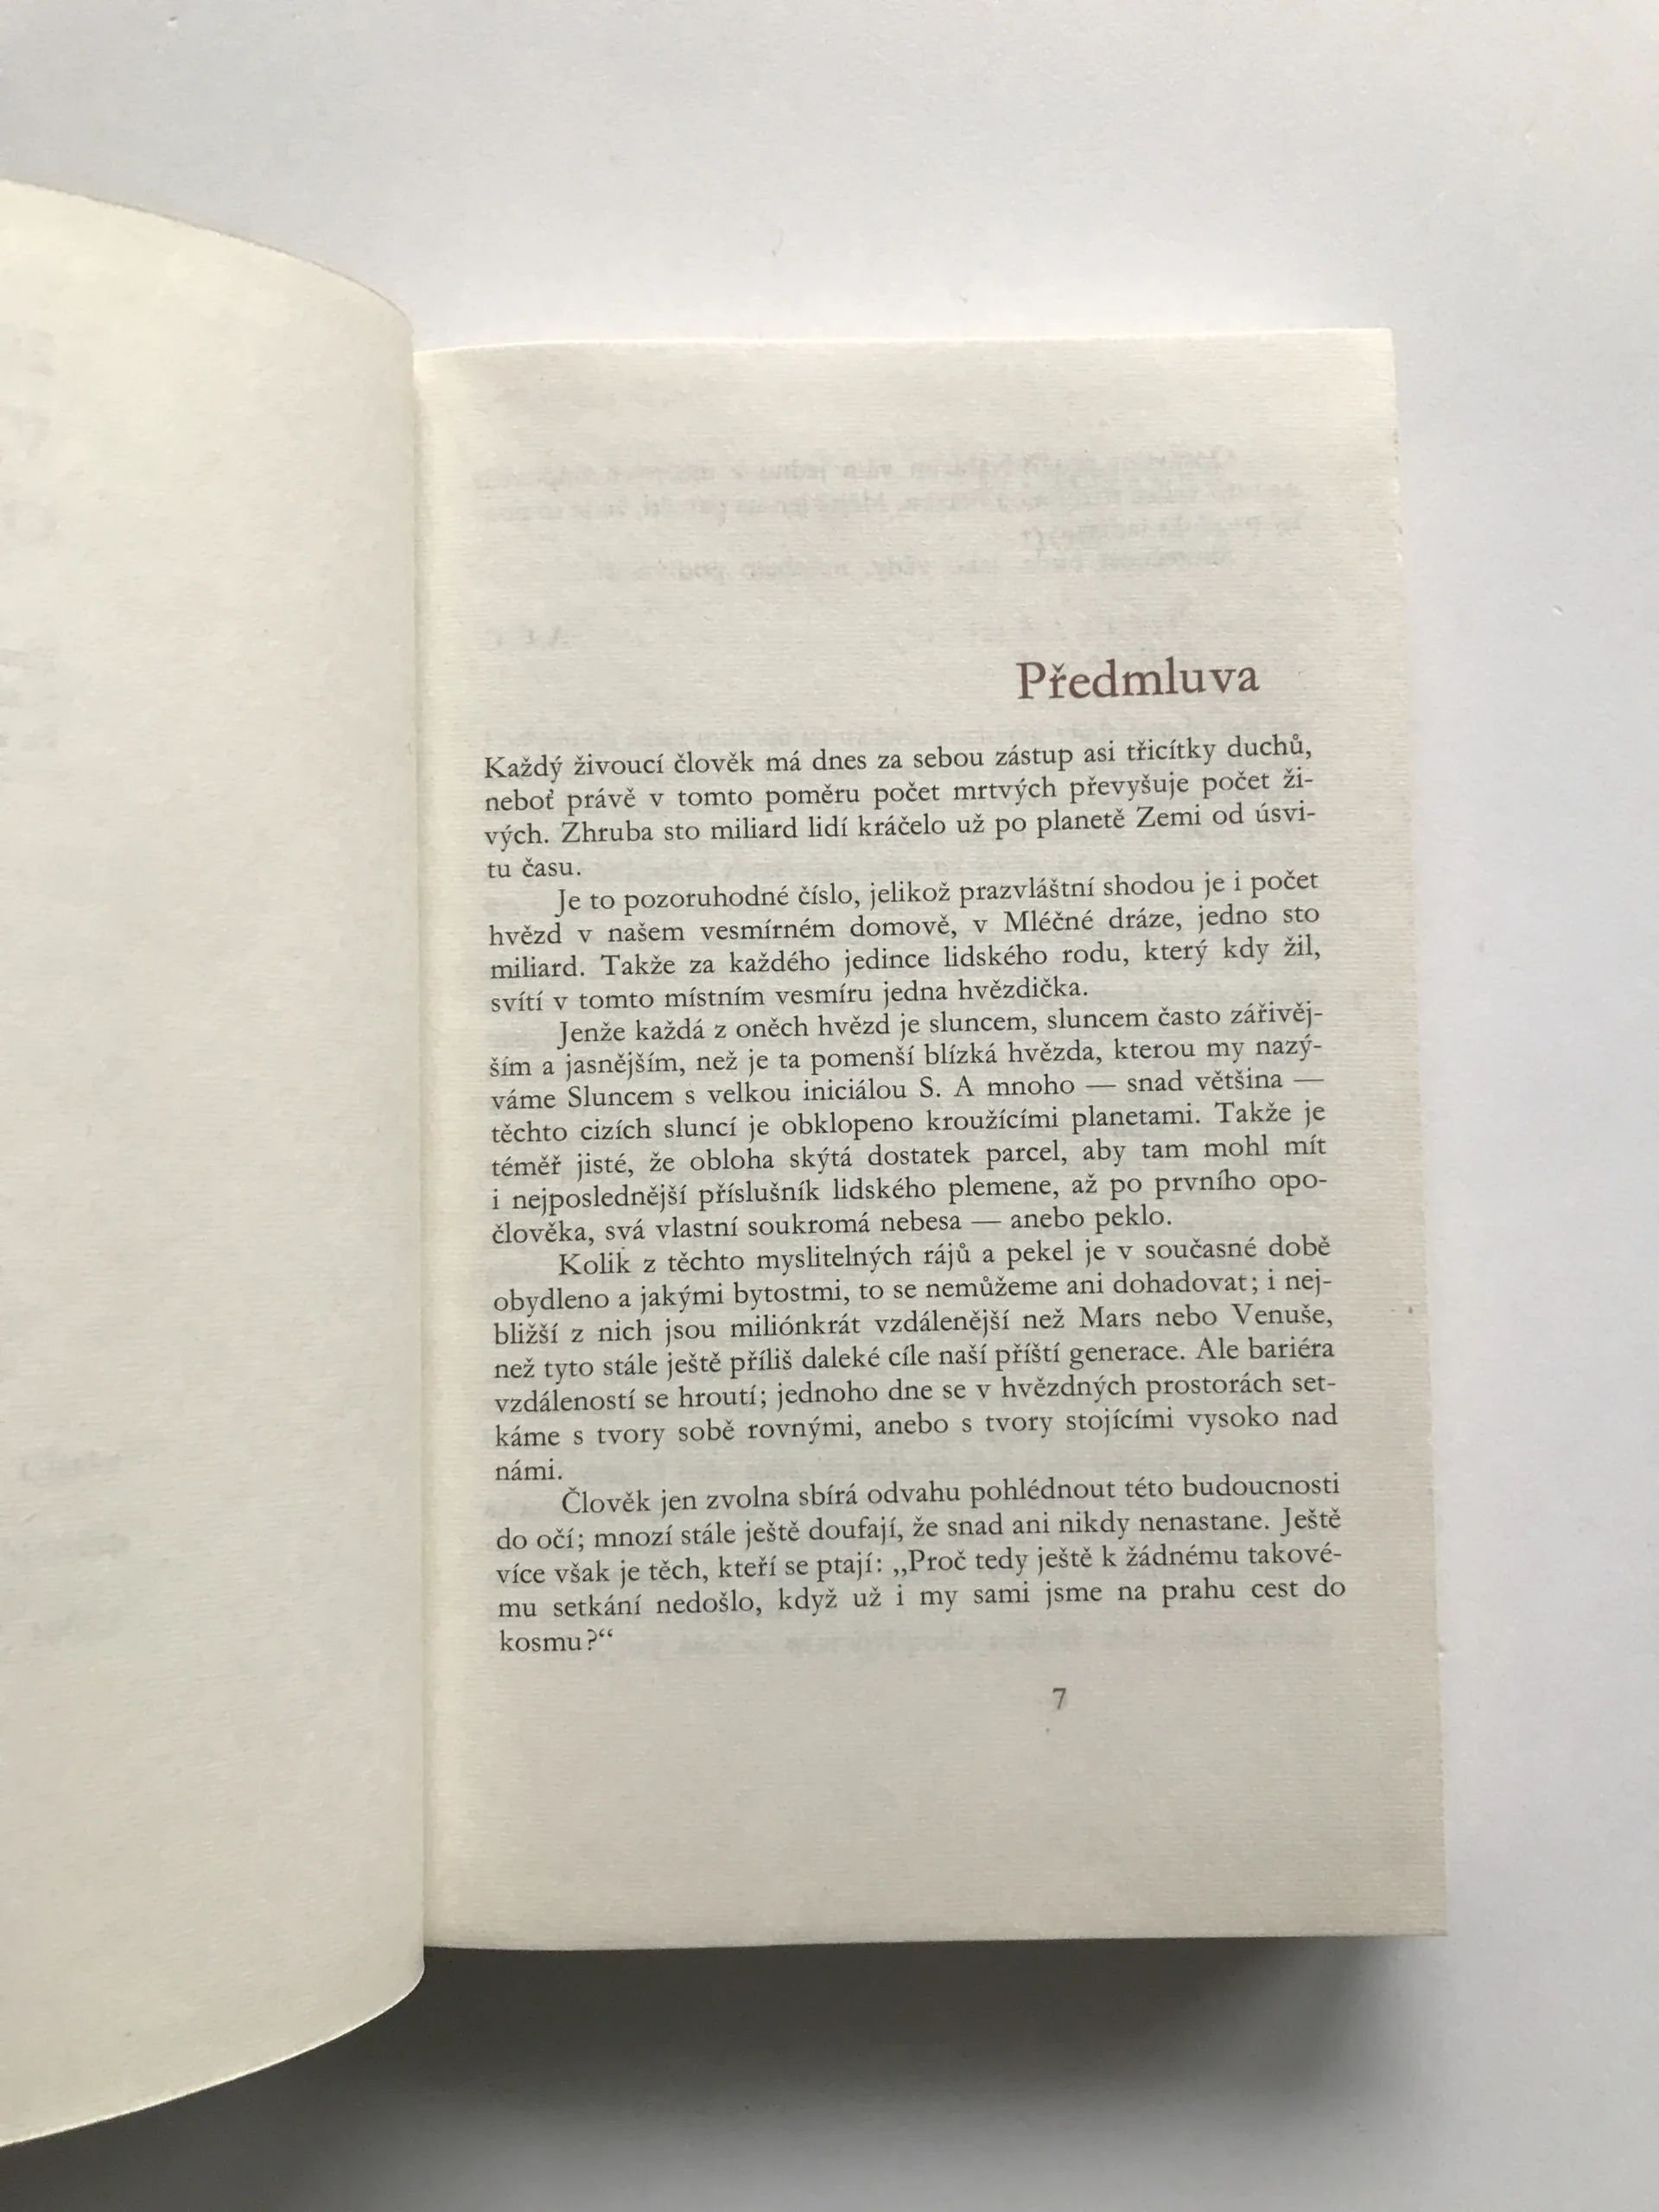 Předmluva
Každý živoucí člověk má dnes za sebou zástup asi třicítky duchů,
neboť právě v tomto poměru počet mrtvých převyšuje počet ži-
vých. Zhruba sto miliard lidí kráčelo už po planetě Zemi od úsvi-
tu času.
Je to pozoruhodné číslo, jelikož prazvláštní shodou je i počet
hvězd v našem vesmírném domově, v Mléčné dráze, jedno sto
miliard. Takže za každého jedince lidského rodu, který kdy žil,
svítí v tomto místním vesmíru jedna hvězdička.
Jenže každá z oněch hvězd je sluncem, sluncem často zářivěj-
ším a jasnějším, než je ta pomenší blízká hvězda, kterou my nazý-
váme Sluncem s velkou iniciálou S. A mnoho — snad většina —
těchto cizích sluncí je obklopeno kroužícími planetami. Takže je
téměř jisté, že obloha skýtá dostatek parcel, aby tam mohl mít
i nejposlednější příslušník lidského plemene, až po prvního opo-
člověka, svá vlastní soukromá nebesa — anebo peklo.
Kolik z těchto myslitelných rájů a pekel je v současné době
obydleno a jakými bytostmi, to se nemůžeme ani dohadovat; i nej-
bližší z nich jsou miliónkrát vzdálenější než Mars nebo Venuše,
než tyto stále ještě příliš daleké cíle naší příští generace. Ale bariéra
vzdáleností se hroutí; jednoho dne se v hvězdných prostorách set-
káme s tvory sobě rovnými, anebo s tvory stojícími vysoko nad
námi.
Člověk jen zvolna sbírá odvahu pohlédnout této budoucnosti
do očí; mnozí stále ještě doufají, že snad ani nikdy nenastane. Ještě
více však je těch, kteří se ptají: „Proč tedy ještě k žádnému takové-
mu setkání nedošlo, když už i my sami jsme na prahu cest do
kosmu?“
7